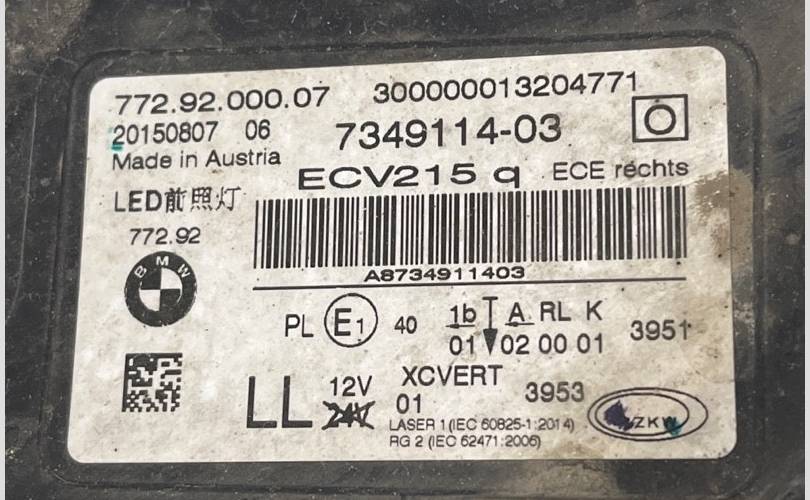 772.92.000.07 300000013204771
20150807 06 7349114-03
Made in Austria
ECV215 q ECE rechts
LED前照灯
772.92
BMW
A8734911403
PL E1 40 1b A RL K 3951
01 02 00 01
LL 12V XCVERT 3953
24V 01
LASER 1 (IEC 60825-1:2014)
RG 2 (IEC 62471:2006)
ZKW